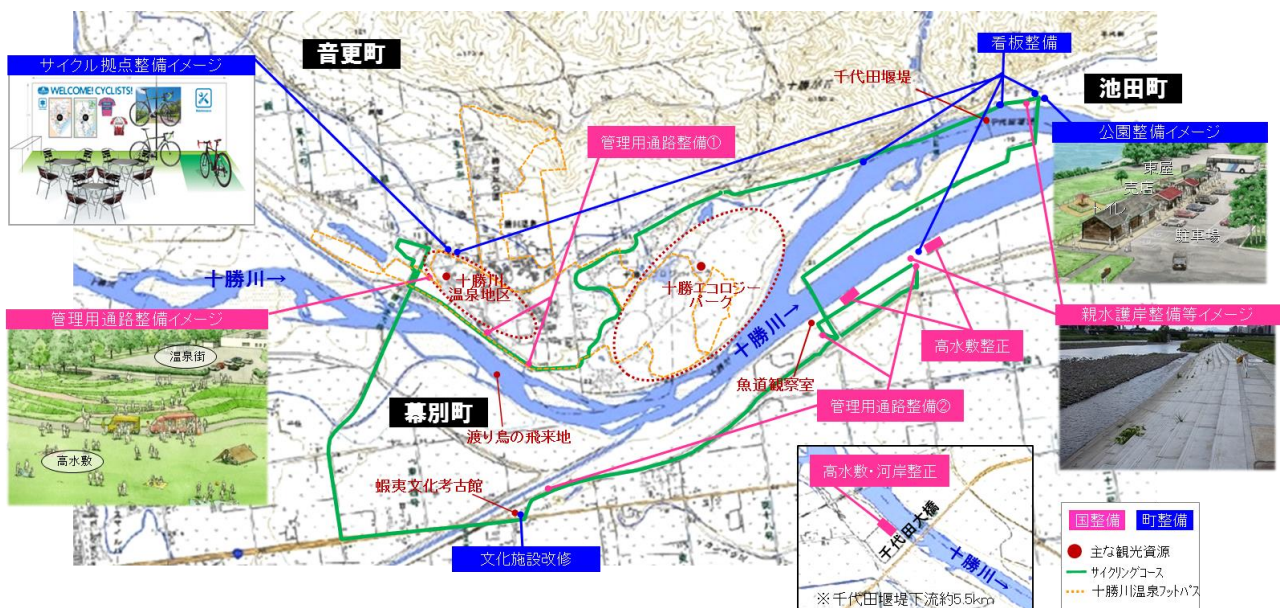 音更町
看板整備
サイクル拠点整備イメージ
WELCOME! CYCLISTS!
千代田堰堤
池田町
管理用通路整備①
公園整備イメージ
東屋
売店
トイレ
駐車場
十勝川→
十勝川
温泉地区
十勝エコロジー
パーク
管理用通路整備イメージ
温泉街
高水敷
十勝川→
親水護岸整備等イメージ
高水敷整正
魚道観察室
幕別町
管理用通路整備②
渡り鳥の飛来地
蝦夷文化考古館
文化施設改修
高水敷・河岸整正
千代田大橋
十勝川→
※千代田堰堤下流約5.5km
国整備
町整備
主な観光資源
サイクリングコース
十勝川温泉フットパス